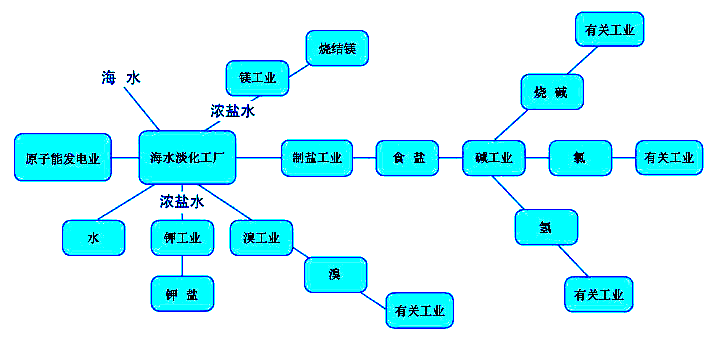 有关工业
烧结镁
海 水
镁工业
烧 碱
浓盐水
原子能发电业
海水淡化工厂
制盐工业
食 盐
碱工业
氯
有关工业
浓盐水
水
钾工业
溴工业
氢
溴
钾 盐
有关工业
有关工业